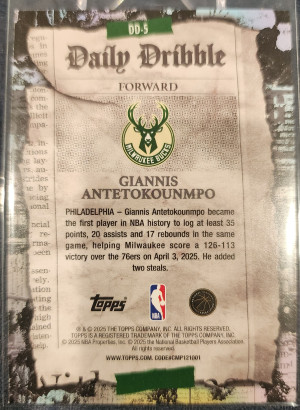 DD-5
Daily Dribble
FORWARD
MILWAUKEE BUCKS
GIANNIS
ANTETOKOUNMPO
PHILADELPHIA – Giannis Antetokounmpo became
the first player in NBA history to log at least 35
points, 20 assists and 17 rebounds in the same
game, helping Milwaukee score a 126-113
victory over the 76ers on April 3, 2025. He added
two steals.
Topps
NBA
® & © 2025 THE TOPPS COMPANY, INC. ALL RIGHTS RESERVED.
TOPPS IS A REGISTERED TRADEMARK OF THE TOPPS COMPANY, INC.
© 2025 NBA Properties, Inc. © 2025 the National Basketball Players Association
All rights reserved.
WWW.TOPPS.COM. CODE#CMP121001